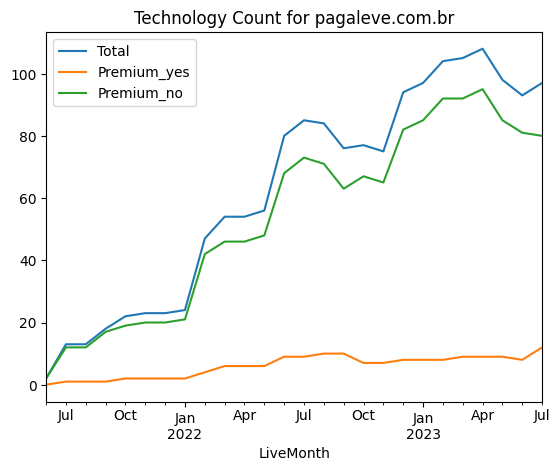 Technology Count for pagaleve.com.br
Total
Premium_yes
Premium_no
100
80
60
40
20
0
Jul
Oct
Jan
2022
Apr
Jul
Oct
Jan
2023
Apr
Jul
LiveMonth